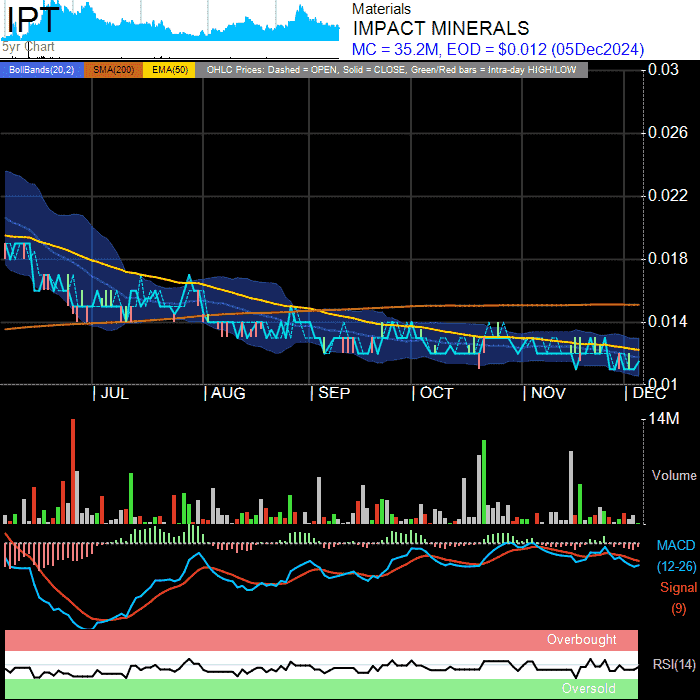 IPT
5yr Chart
Materials
IMPACT MINERALS
MC = 35.2M, EOD = $0.012 (05Dec2024)
BollBands(20,2) SMA(200) EMA(50) OHLC Prices: Dashed = OPEN, Solid = CLOSE, Green/Red bars = Intra-day HIGH/LOW
0.03
0.026
0.022
0.018
0.014
0.01
JUL AUG SEP OCT NOV DEC
14M
Volume
MACD
(12-26)
Signal
(9)
Overbought
RSI(14)
Oversold